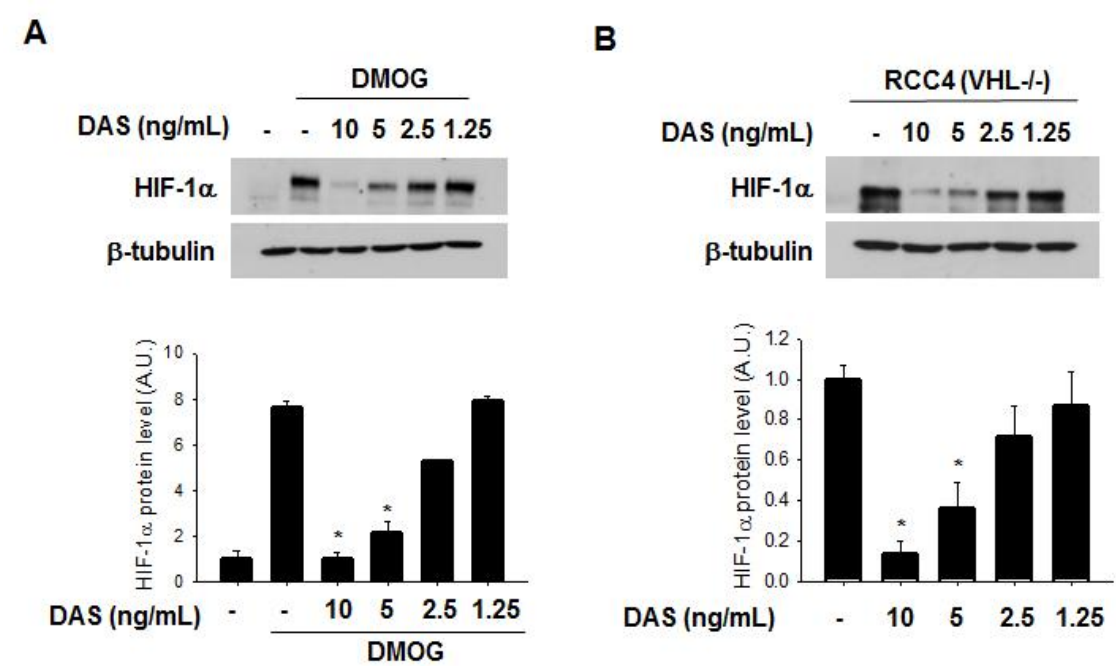 A
DMOG
DAS (ng/mL) - - 10 5 2.5 1.25
HIF-1α
β-tubulin
HIF-1α protein level (A.U.)
10
8
6
4
2
0
* *
DAS (ng/mL) - - 10 5 2.5 1.25
DMOG
B
RCC4 (VHL-/-)
DAS (ng/mL) - 10 5 2.5 1.25
HIF-1α
β-tubulin
HIF-1α protein level (A.U.)
1.2
1.0
0.8
0.6
0.4
0.2
0.0
* *
DAS (ng/mL) - 10 5 2.5 1.25